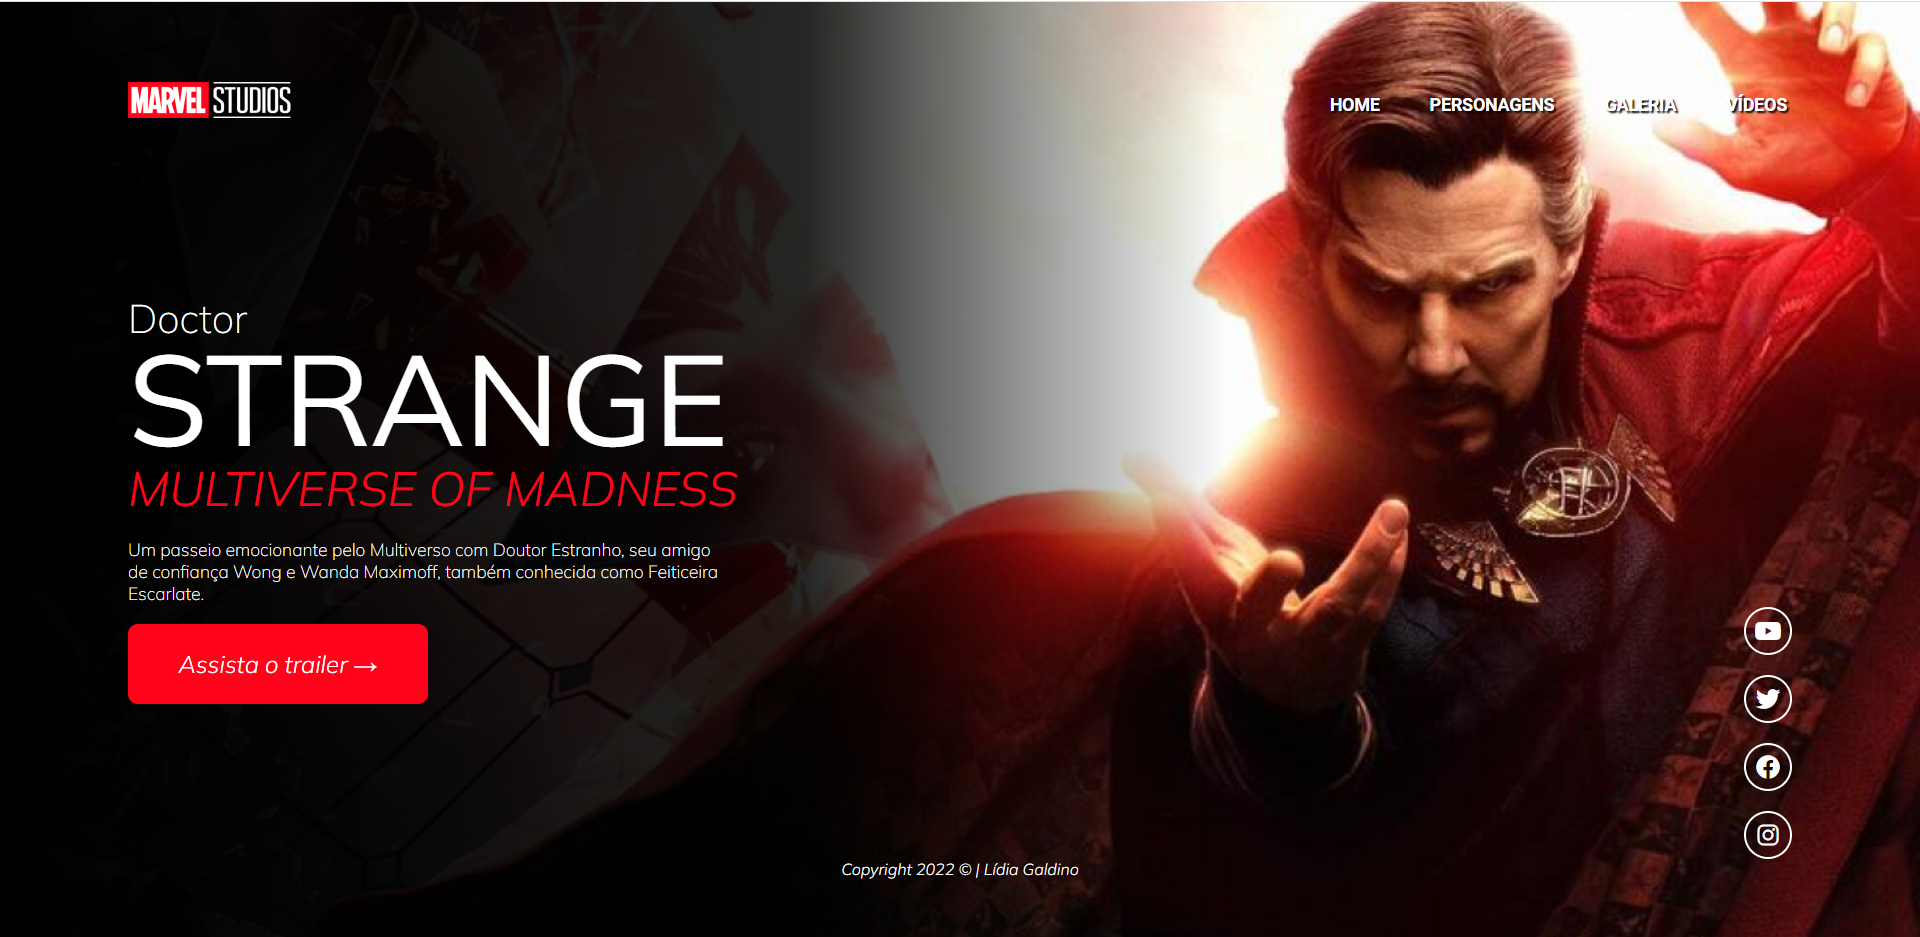 MARVEL STUDIOS
HOME PERSONAGENS GALERIA VÍDEOS
Doctor
STRANGE
MULTIVERSE OF MADNESS
Um passeio emocionante pelo Multiverso com Doutor Estranho, seu amigo
de confiança Wong e Wanda Maximoff, também conhecida como Feiticeira
Escarlate.
Assista o trailer →
Copyright 2022 © | Lídia Galdino